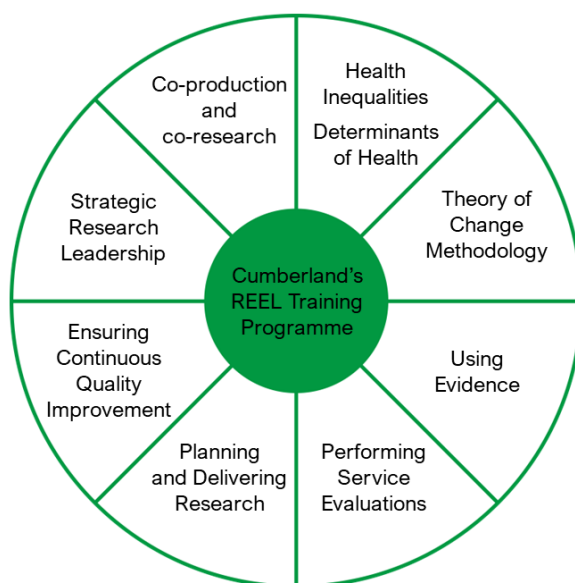 Co-production
and
co-research
Health
Inequalities
Determinants
of Health
Theory of
Change
Methodology
Using
Evidence
Performing
Service
Evaluations
Planning
and Delivering
Research
Ensuring
Continuous
Quality
Improvement
Strategic
Research
Leadership
Cumberland’s
REEL Training
Programme